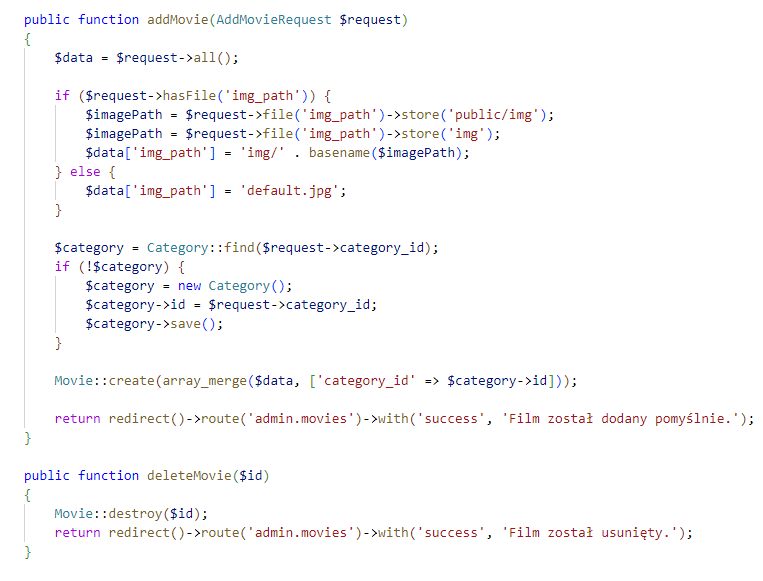 public function addMovie(AddMovieRequest $request)
{
    $data = $request->all();

    if ($request->hasFile('img_path')) {
        $imagePath = $request->file('img_path')->store('public/img');
        $imagePath = $request->file('img_path')->store('img');
        $data['img_path'] = 'img/' . basename($imagePath);
    } else {
        $data['img_path'] = 'default.jpg';
    }

    $category = Category::find($request->category_id);
    if (!$category) {
        $category = new Category();
        $category->id = $request->category_id;
        $category->save();
    }

    Movie::create(array_merge($data, ['category_id' => $category->id]));

    return redirect()->route('admin.movies')->with('success', 'Film został dodany pomyślnie.');
}

public function deleteMovie($id)
{
    Movie::destroy($id);
    return redirect()->route('admin.movies')->with('success', 'Film został usunięty.');
}